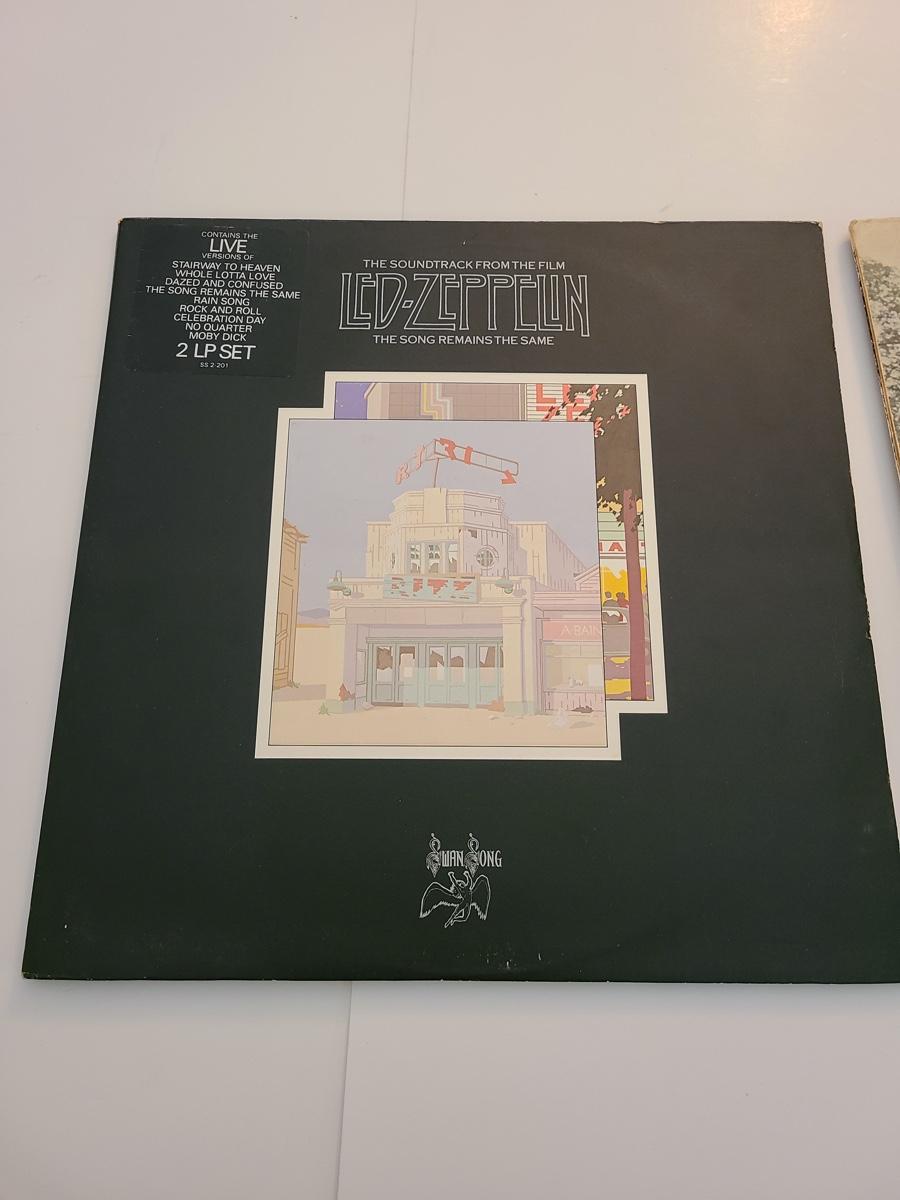 CONTAINS THE
LIVE
VERSIONS OF
STAIRWAY TO HEAVEN
WHOLE LOTTA LOVE
DAZED AND CONFUSED
THE SONG REMAINS THE SAME
RAIN SONG
ROCK AND ROLL
CELEBRATION DAY
NO QUARTER
MOBY DICK
2 LP SET
SS 2-201
THE SOUNDTRACK FROM THE FILM
LED-ZEPPELIN
THE SONG REMAINS THE SAME
RITZ
A·BAIN
SWAN SONG